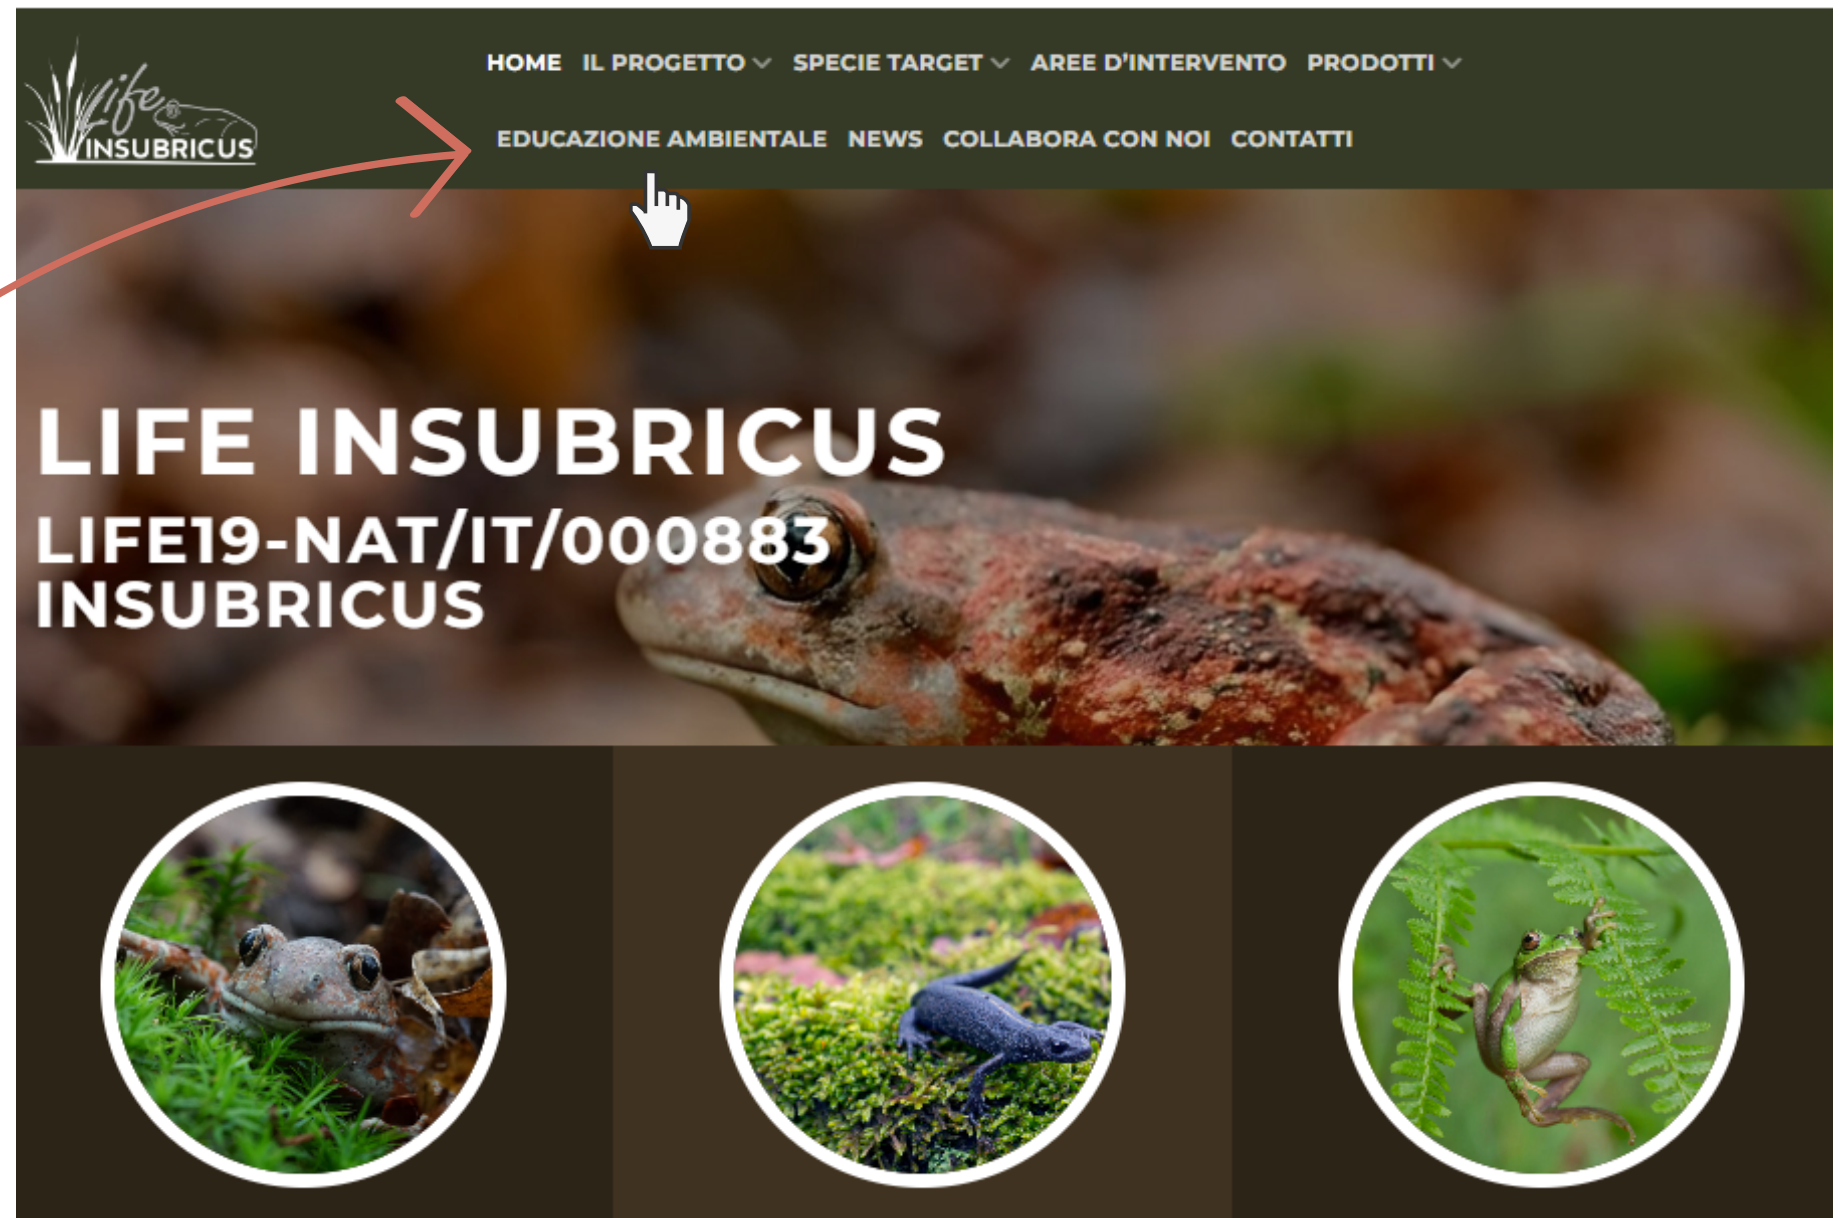 Life
INSUBRICUS
HOME IL PROGETTO SPECIE TARGET AREE D'INTERVENTO PRODOTTI
EDUCAZIONE AMBIENTALE NEWS COLLABORA CON NOI CONTATTI
LIFE INSUBRICUS
LIFE19-NAT/IT/000883
INSUBRICUS